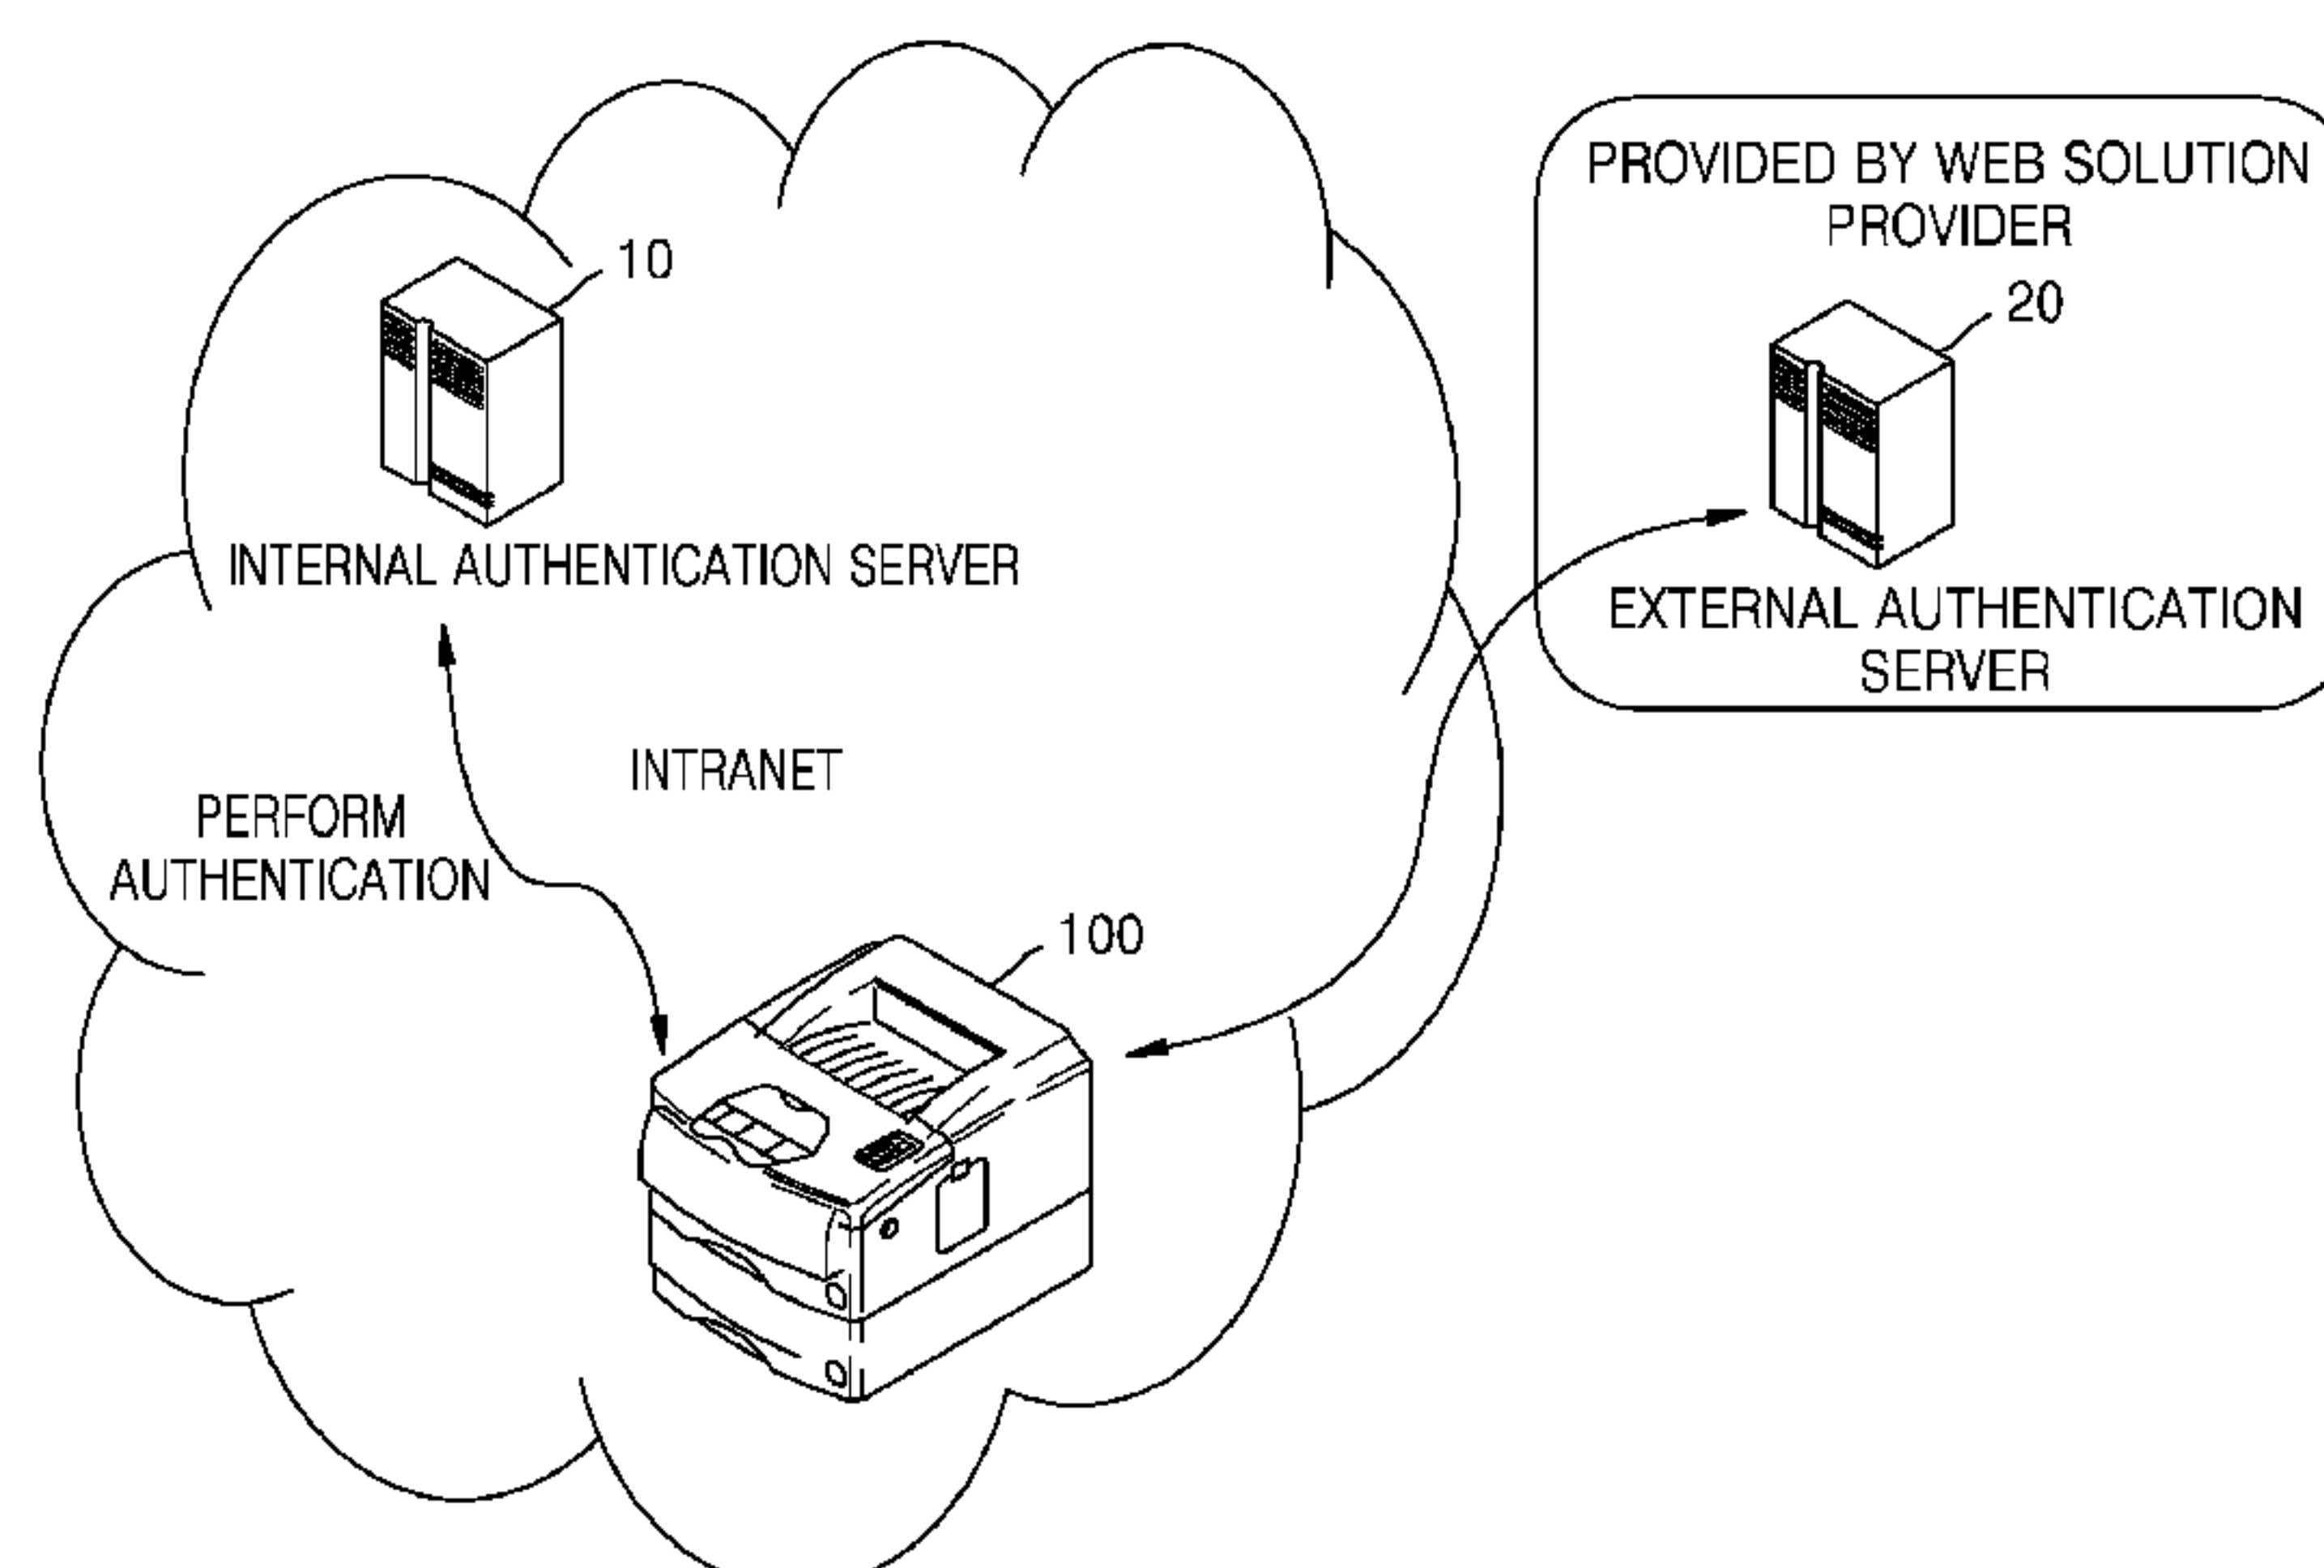 PROVIDED BY WEB SOLUTION
PROVIDER
10
20
INTERNAL AUTHENTICATION SERVER
EXTERNAL AUTHENTICATION
SERVER
INTRANET
PERFORM
AUTHENTICATION
100